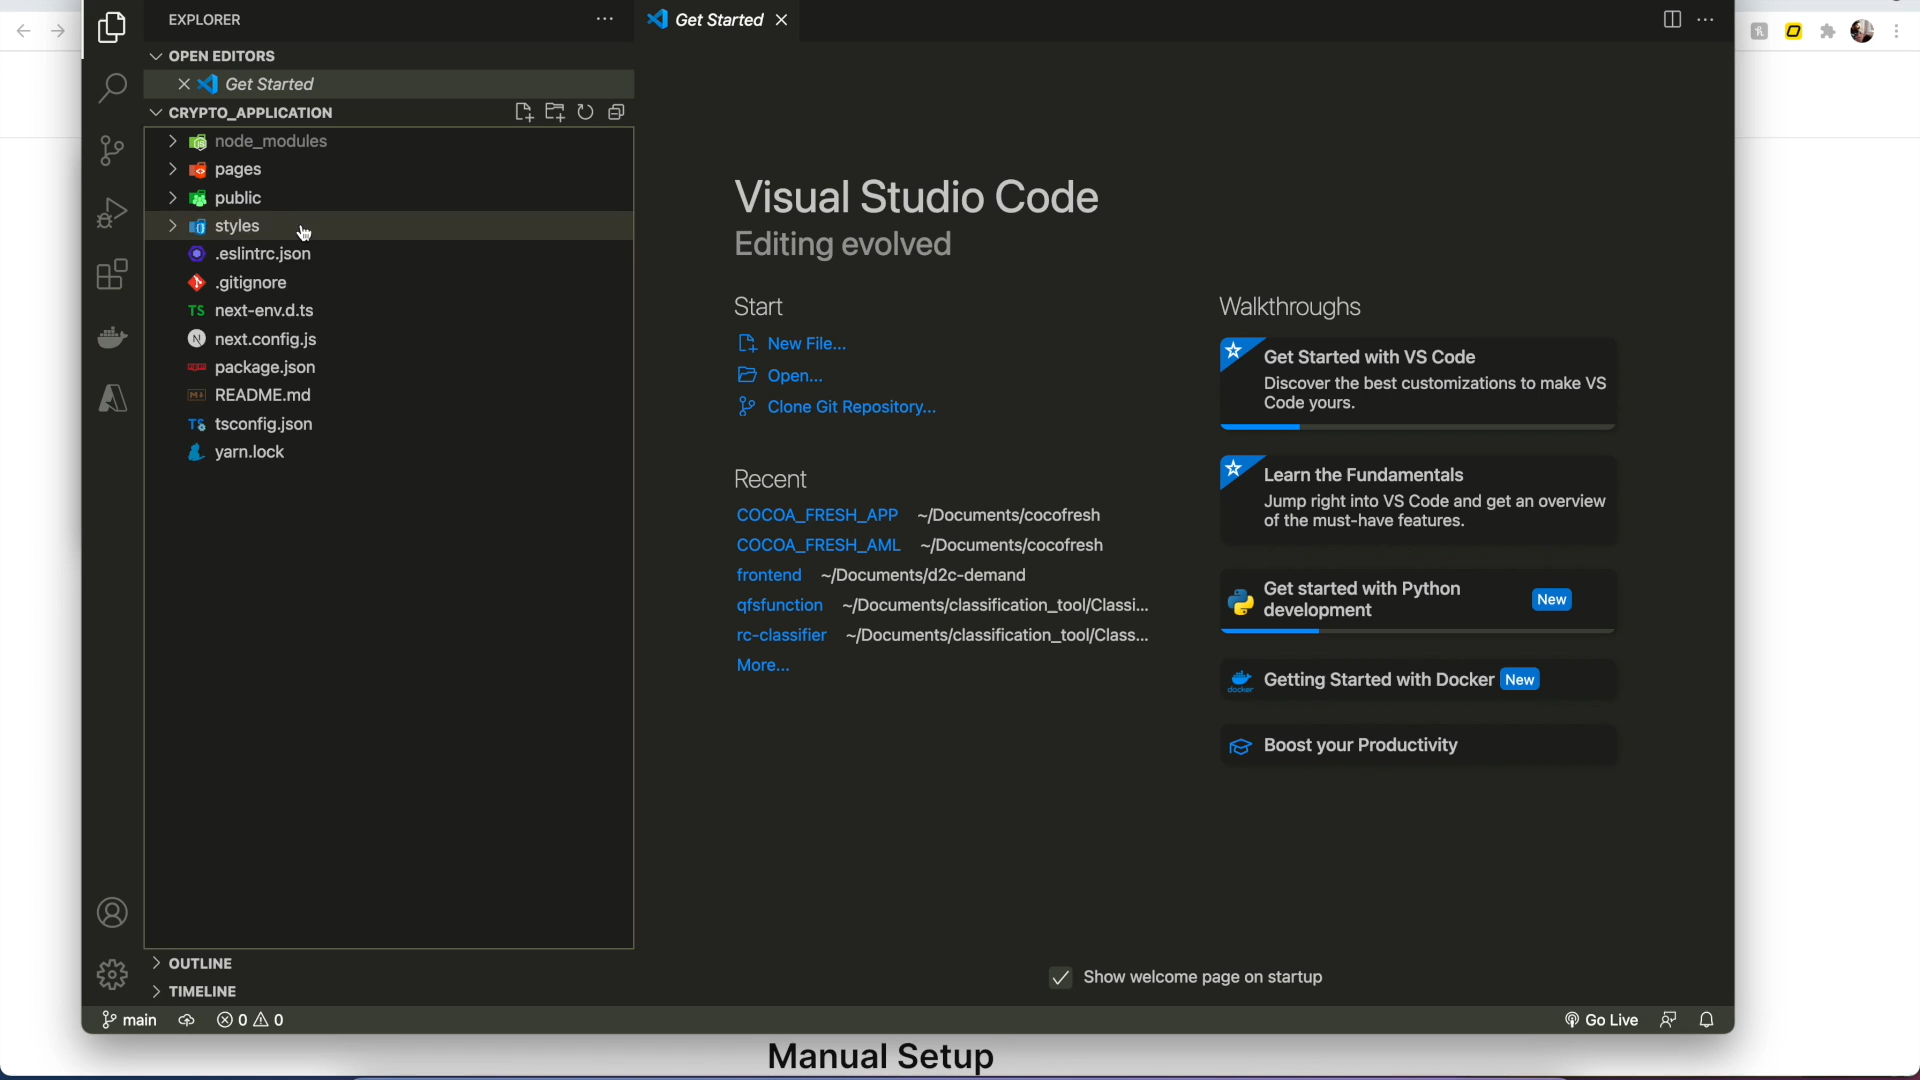 EXPLORER
Get Started
OPEN EDITORS
Get Started
CRYPTO_APPLICATION
node_modules
pages
public
styles
.eslintrc.json
.gitignore
TS next-env.d.ts
N next.config.js
package.json
M README.md
TS tsconfig.json
yarn.lock
OUTLINE
TIMELINE
Visual Studio Code
Editing evolved
Start
New File...
Open...
Clone Git Repository...
Recent
COCOA_FRESH_APP ~/Documents/cocofresh
COCOA_FRESH_AML ~/Documents/cocofresh
frontend ~/Documents/d2c-demand
qfsfunction ~/Documents/classification_tool/Classi...
rc-classifier ~/Documents/classification_tool/Class...
More...
Walkthroughs
Get Started with VS Code
Discover the best customizations to make VS
Code yours.
Learn the Fundamentals
Jump right into VS Code and get an overview
of the must-have features.
Get started with Python
development
New
docker
Getting Started with Docker New
Boost your Productivity
Show welcome page on startup
main 0 0 Go Live
Manual Setup